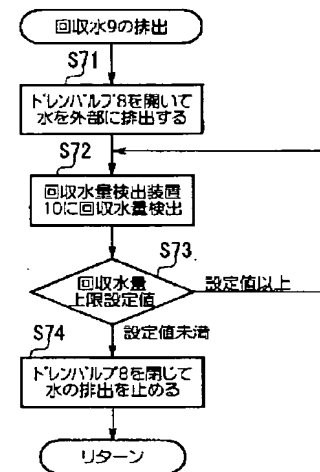 回収水9の排出
S71
ドレンバルブ8を開いて
水を外部に排出する
S72
回収水量検出装置
10に回収水量検出
S73
回収水量
上限設定値
設定値以上
設定値未満
S74
ドレンバルブ8を閉じて
水の排出を止める
リターン